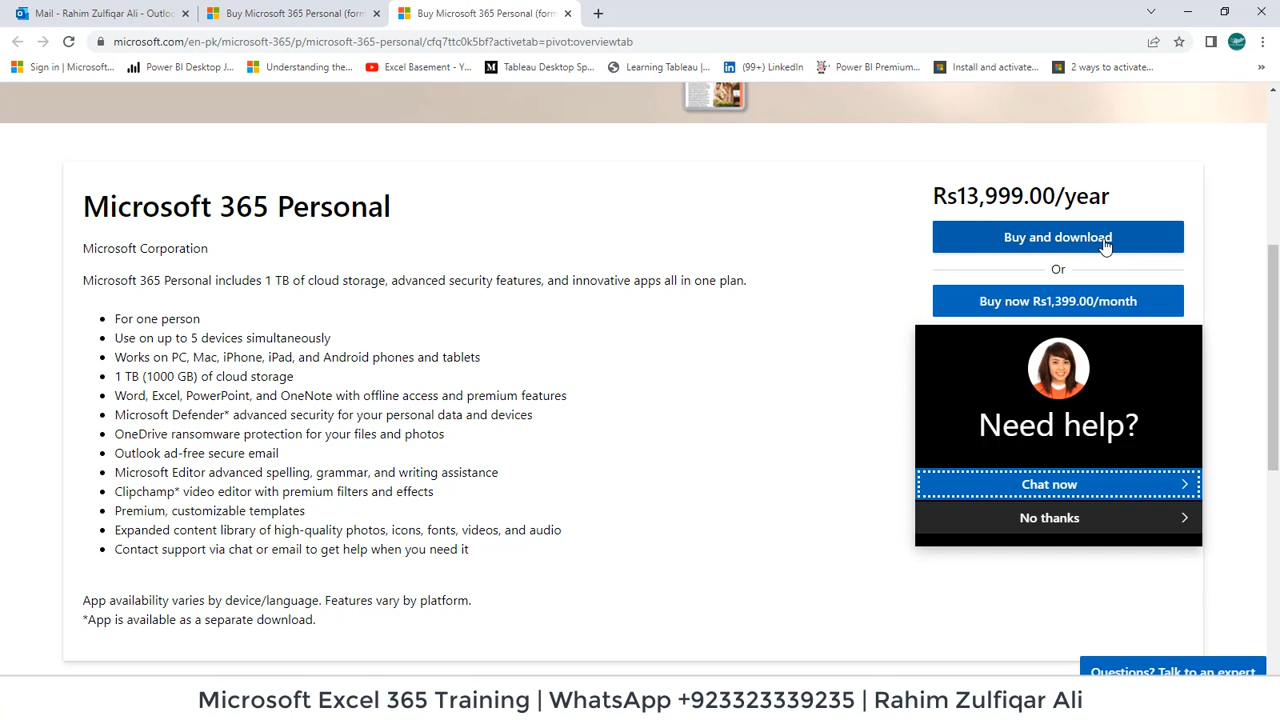 Mail - Rahim Zulfiqar Ali - Outlo
Buy Microsoft 365 Personal (form
Buy Microsoft 365 Personal (form
microsoft.com/en-pk/microsoft-365/p/microsoft-365-personal/cfq7ttc0k5bf?activetab=pivot:overviewtab
Sign in | Microsoft...
Power BI Desktop J...
Understanding the...
Excel Basement - Y...
Tableau Desktop Sp...
Learning Tableau |...
(99+) LinkedIn
Power BI Premium...
Install and activate...
2 ways to activate...
Microsoft 365 Personal
Microsoft Corporation
Microsoft 365 Personal includes 1 TB of cloud storage, advanced security features, and innovative apps all in one plan.
• For one person
• Use on up to 5 devices simultaneously
• Works on PC, Mac, iPhone, iPad, and Android phones and tablets
• 1 TB (1000 GB) of cloud storage
• Word, Excel, PowerPoint, and OneNote with offline access and premium features
• Microsoft Defender* advanced security for your personal data and devices
• OneDrive ransomware protection for your files and photos
• Outlook ad-free secure email
• Microsoft Editor advanced spelling, grammar, and writing assistance
• Clipchamp* video editor with premium filters and effects
• Premium, customizable templates
• Expanded content library of high-quality photos, icons, fonts, videos, and audio
• Contact support via chat or email to get help when you need it
App availability varies by device/language. Features vary by platform.
*App is available as a separate download.
Rs13,999.00/year
Buy and download
Or
Buy now Rs1,399.00/month
Need help?
Chat now
No thanks
Questions? Talk to an expert
Microsoft Excel 365 Training | WhatsApp +923323339235 | Rahim Zulfiqar Ali